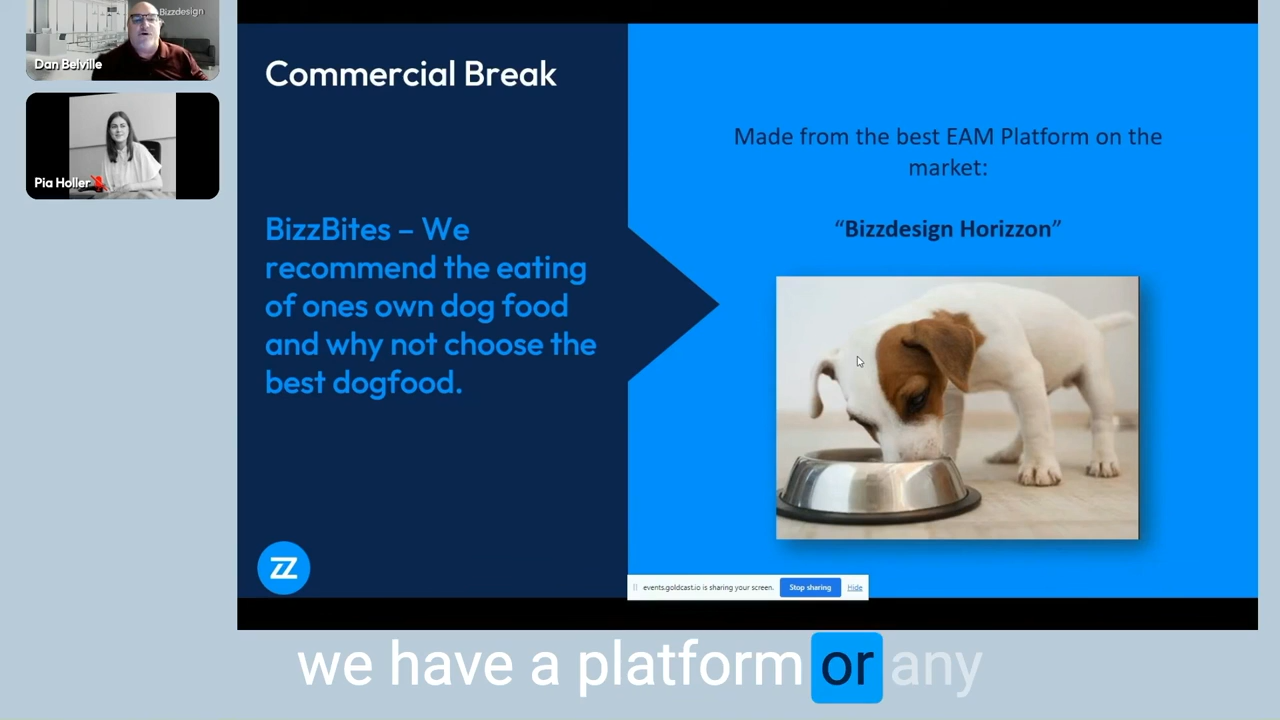 Bizzdesign
Dan Belville
Pia Holler
Commercial Break
BizzBites – We
recommend the eating
of ones own dog food
and why not choose the
best dogfood.
Made from the best EAM Platform on the
market:
“Bizzdesign Horizzon”
events.goldcast.io is sharing your screen.
Stop sharing
Hide
we have a platform or any